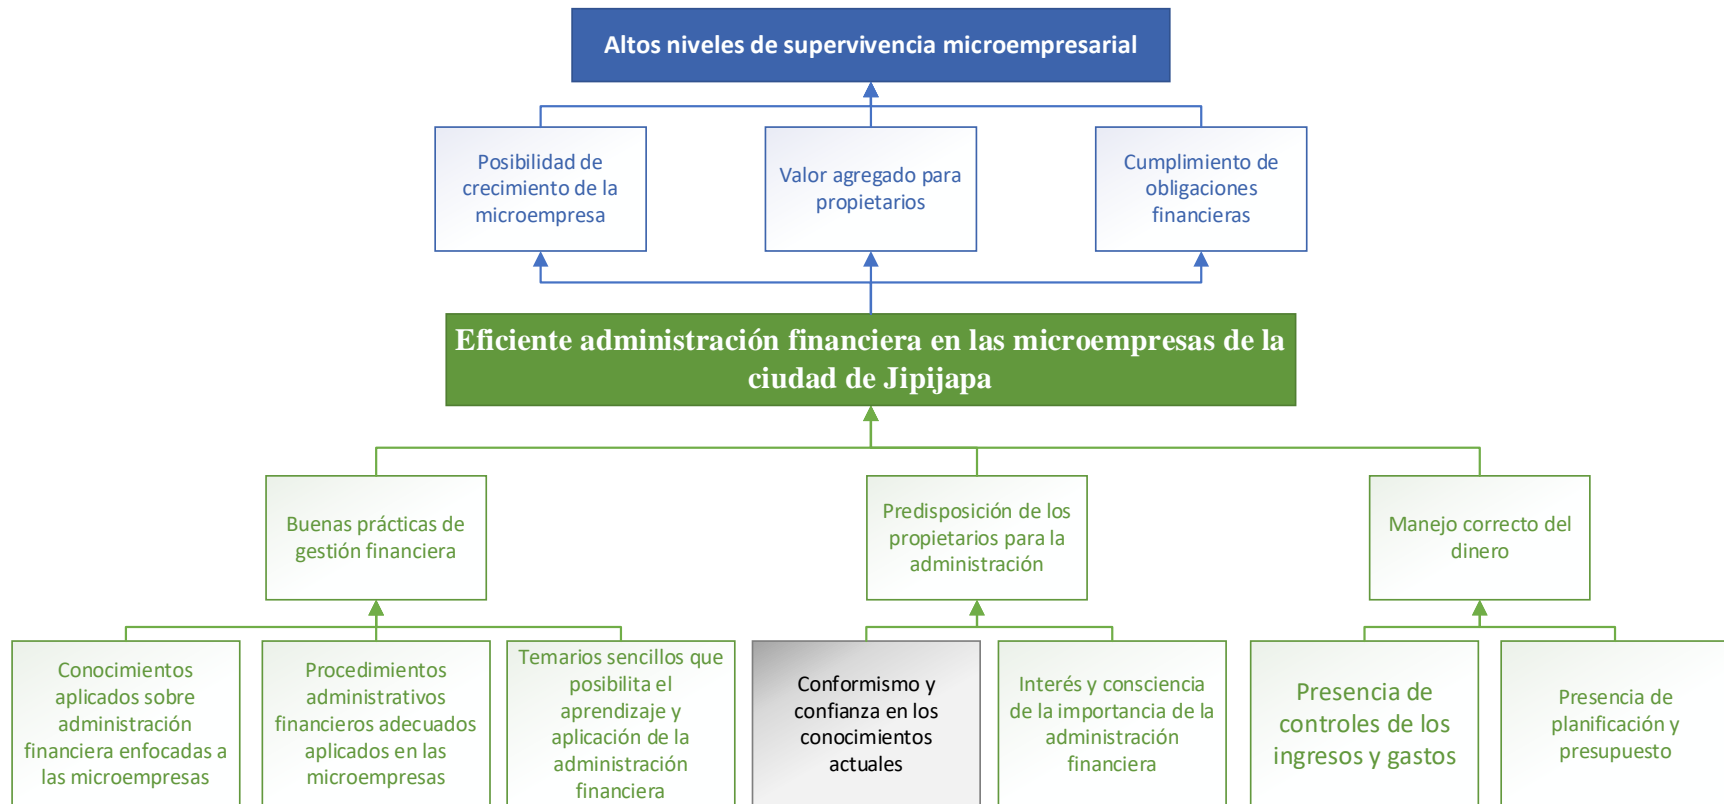 Altos niveles de supervivencia microempresarial
Posibilidad de
crecimiento de la
microempresa
Valor agregado para
propietarios
Cumplimiento de
obligaciones
financieras
Eficiente administración financiera en las microempresas de la
ciudad de Jipijapa
Buenas prácticas de
gestión financiera
Predisposición de los
propietarios para la
administración
Manejo correcto del
dinero
Conocimientos
aplicados sobre
administración
financiera enfocadas a
las microempresas
Procedimientos
administrativos
financieros adecuados
aplicados en las
microempresas
Temarios sencillos que
posibilita el
aprendizaje y
aplicación de la
administración
financiera
Conformismo y
confianza en los
conocimientos
actuales
Interés y consciencia
de la importancia de la
administración
financiera
Presencia de
controles de los
ingresos y gastos
Presencia de
planificación y
presupuesto